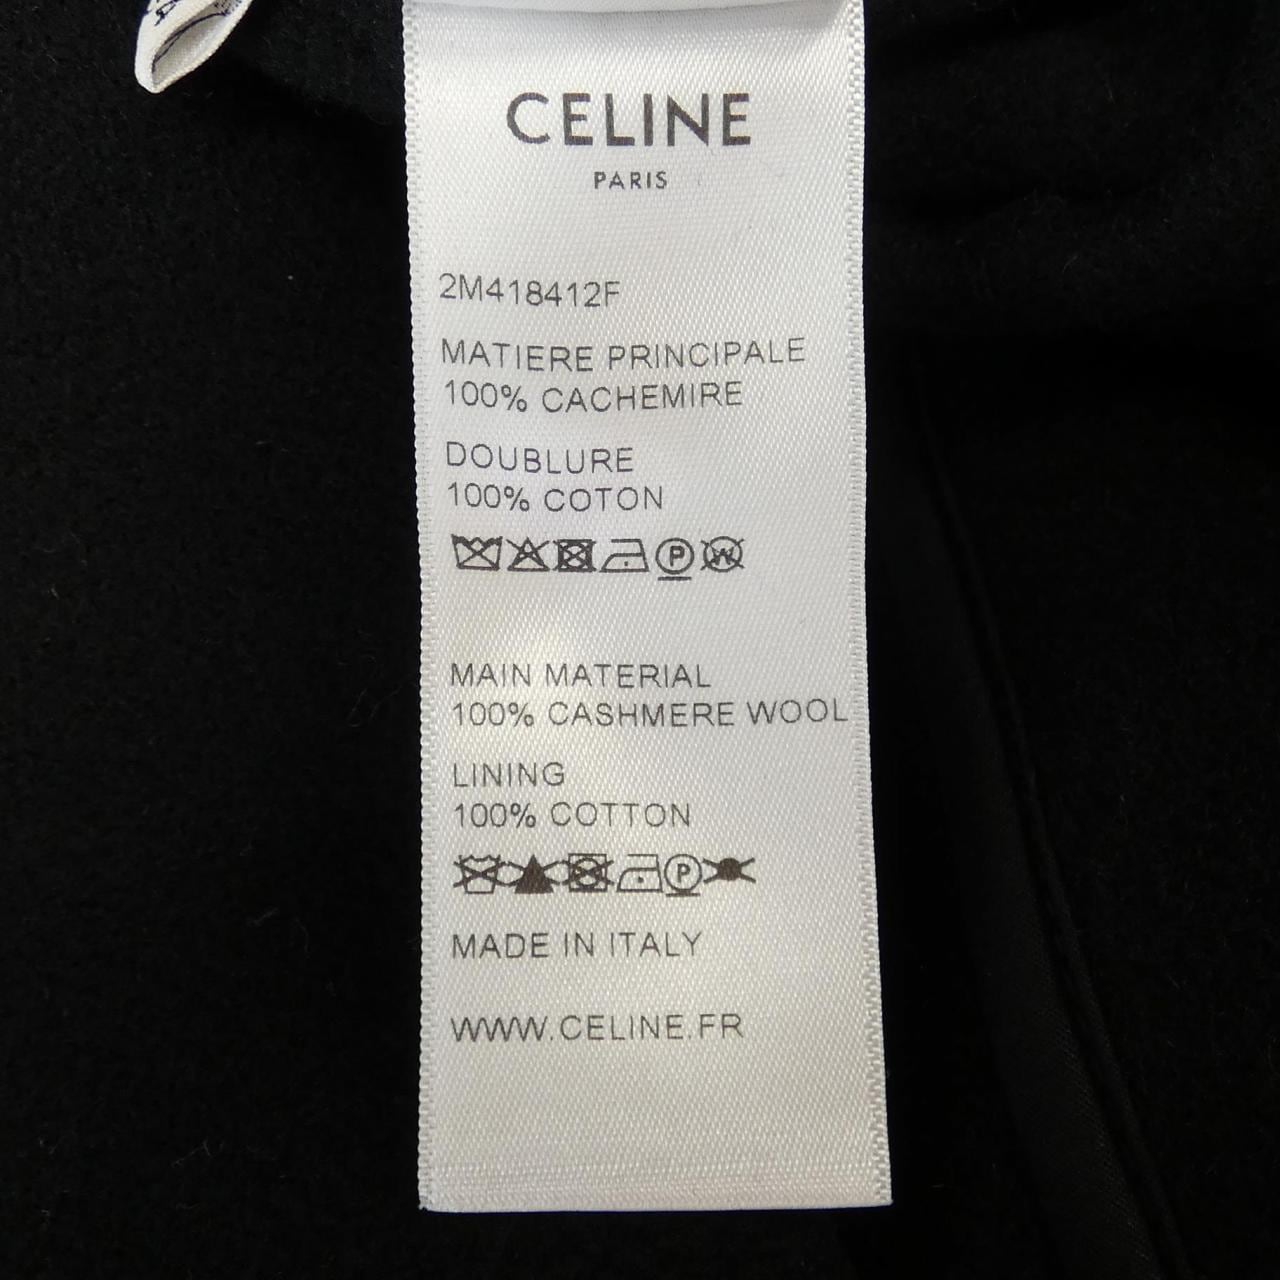 CELINE
PARIS
2M418412F
MATIERE PRINCIPALE
100% CACHEMIRE
DOUBLURE
100% COTON
P W
MAIN MATERIAL
100% CASHMERE WOOL
LINING
100% COTTON
P
MADE IN ITALY
WWW.CELINE.FR